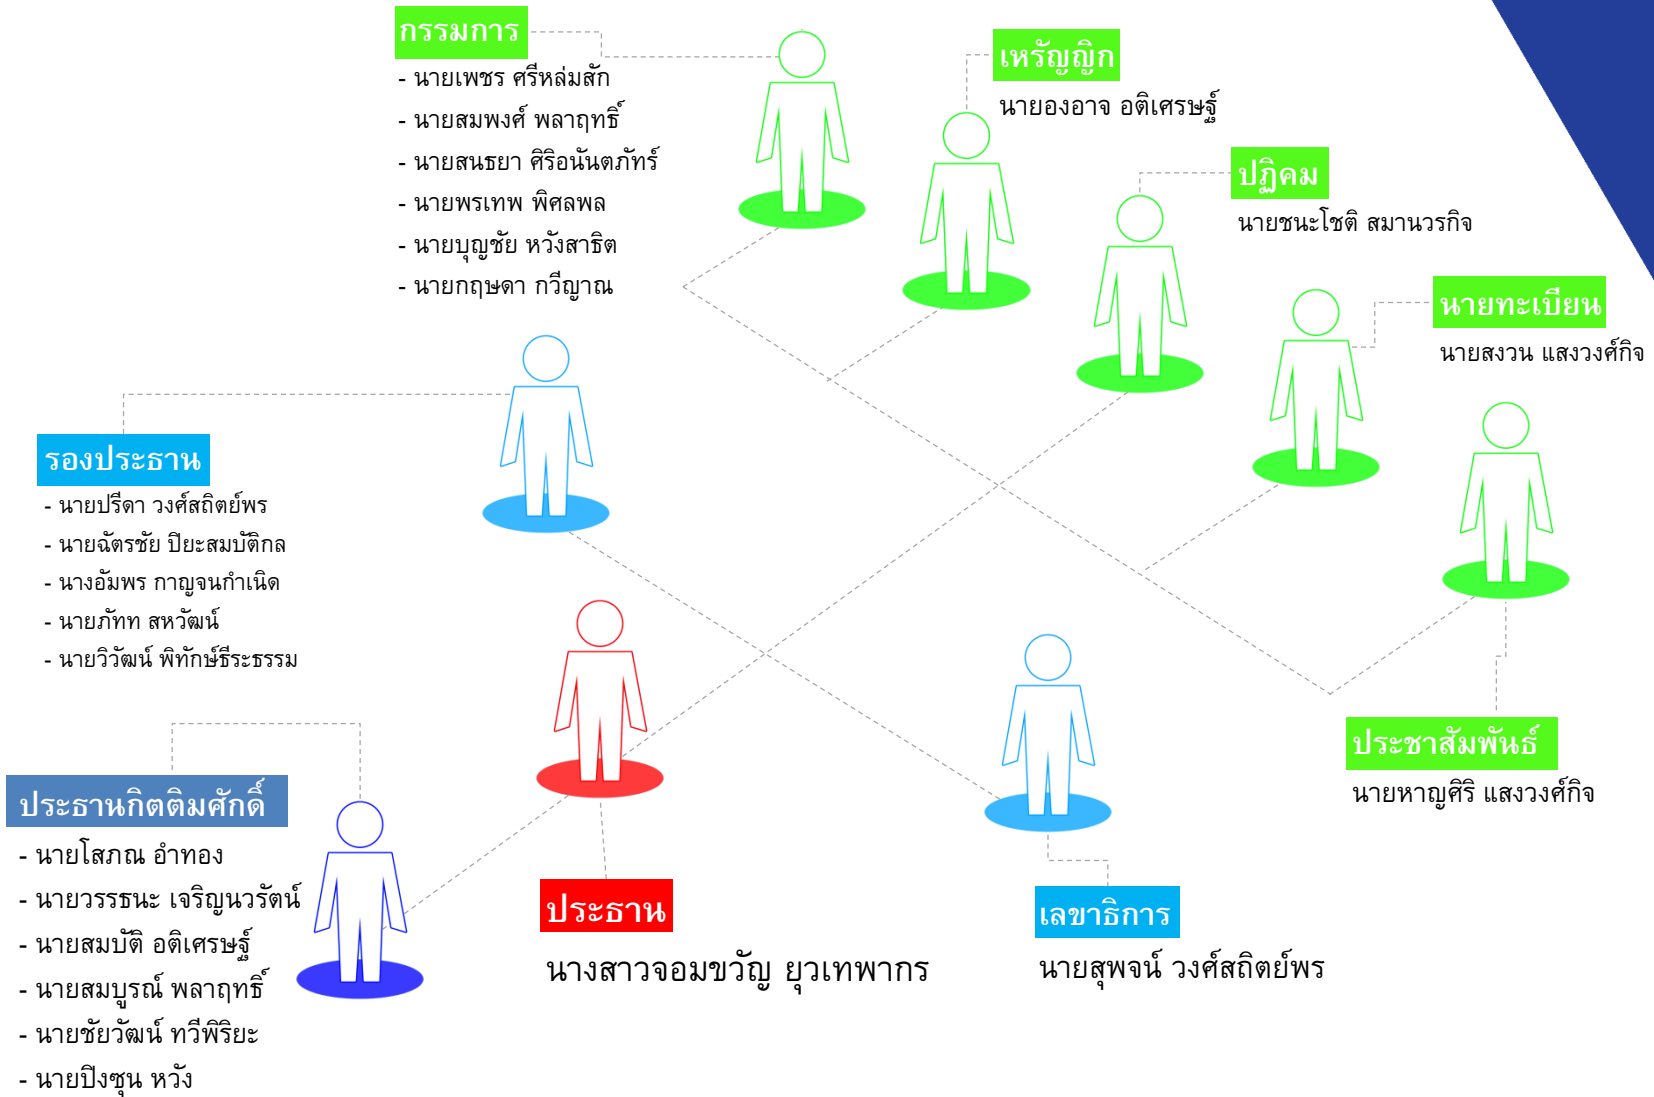 กรรมการ
- นายเพชร ศรีหล่มสัก
- นายสมพงศ์ พลาฤทธิ์
- นายสนธยา ศิริอนันตภัทร์
- นายพรเทพ พิศลพล
- นายบุญชัย หวังสาธิต
- นายกฤษดา กวีญาณ
เหรัญญิก
นายองอาจ อติเศรษฐ์
ปฏิคม
นายชนะโชติ สมานวรกิจ
นายทะเบียน
นายสงวน แสงวงศ์กิจ
รองประธาน
- นายปรีดา วงศ์สถิตย์พร
- นายฉัตรชัย ปิยะสมบัติกุล
- นางอัมพร กาญจนกำเนิด
- นายภัทท สหวัฒน์
- นายวิวัฒน์ พิทักษ์ธีระธรรม
ประชาสัมพันธ์
นายหาญศิริ แสงวงศ์กิจ
ประธานกิตติมศักดิ์
- นายโสภณ อำทอง
- นายวรรธนะ เจริญนวรัตน์
- นายสมบัติ อติเศรษฐ์
- นายสมบูรณ์ พลาฤทธิ์
- นายชัยวัฒน์ ทวีพิริยะ
- นายปิงซุน หวัง
ประธาน
นางสาวจอมขวัญ ยุวเทพากร
เลขาธิการ
นายสุพจน์ วงศ์สถิตย์พร